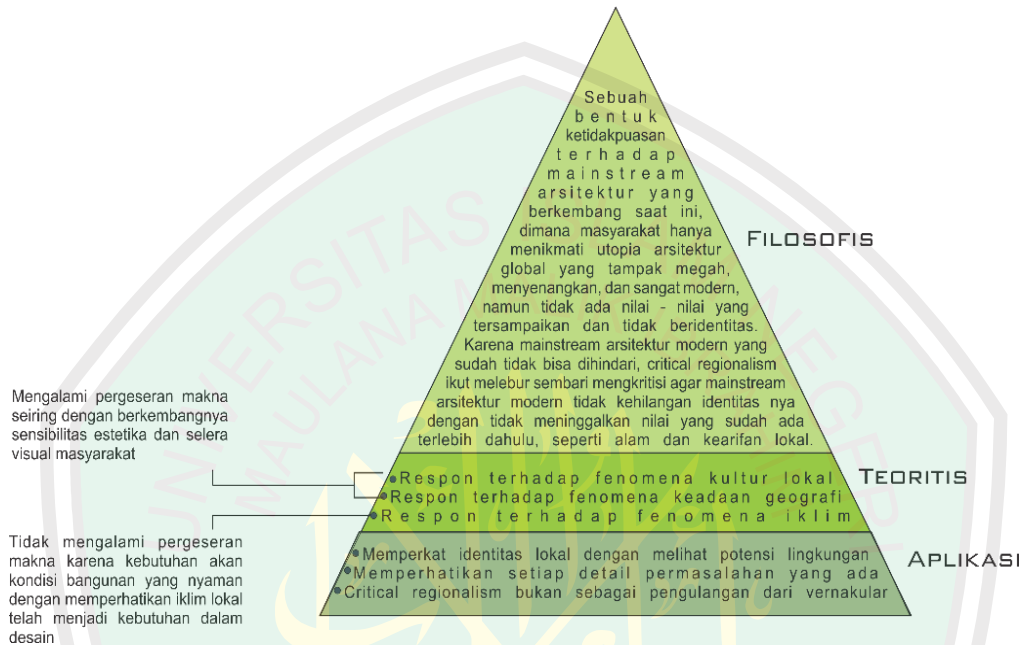 Sebuah
bentuk
ketidakpuasan
terhadap
mainstream
arsitektur yang
berkembang saat ini,
dimana masyarakat hanya
menikmati utopia arsitektur
global yang tampak megah,
menyenangkan, dan sangat modern,
namun tidak ada nilai - nilai yang
tersampaikan dan tidak beridentitas.
Karena mainstream arsitektur modern yang
sudah tidak bisa dihindari, critical regionalism
ikut melebur sembari mengkritisi agar mainstream
arsitektur modern tidak kehilangan identitas nya
dengan tidak meninggalkan nilai yang sudah ada
terlebih dahulu, seperti alam dan kearifan lokal.
FILOSOFIS
Mengalami pergeseran makna
seiring dengan berkembangnya
sensibilitas estetika dan selera
visual masyarakat
•Respon terhadap fenomena kultur lokal
•Respon terhadap fenomena keadaan geografi
•Respon terhadap fenomena iklim
TEORITIS
Tidak mengalami pergeseran
makna karena kebutuhan akan
kondisi bangunan yang nyaman
dengan memperhatikan iklim lokal
telah menjadi kebutuhan dalam
desain
•Memperkat identitas lokal dengan melihat potensi lingkungan
•Memperhatikan setiap detail permasalahan yang ada
•Critical regionalism bukan sebagai pengulangan dari vernakular
APLIKASI
UNIVERSITAS
MAULANA
NEGERI